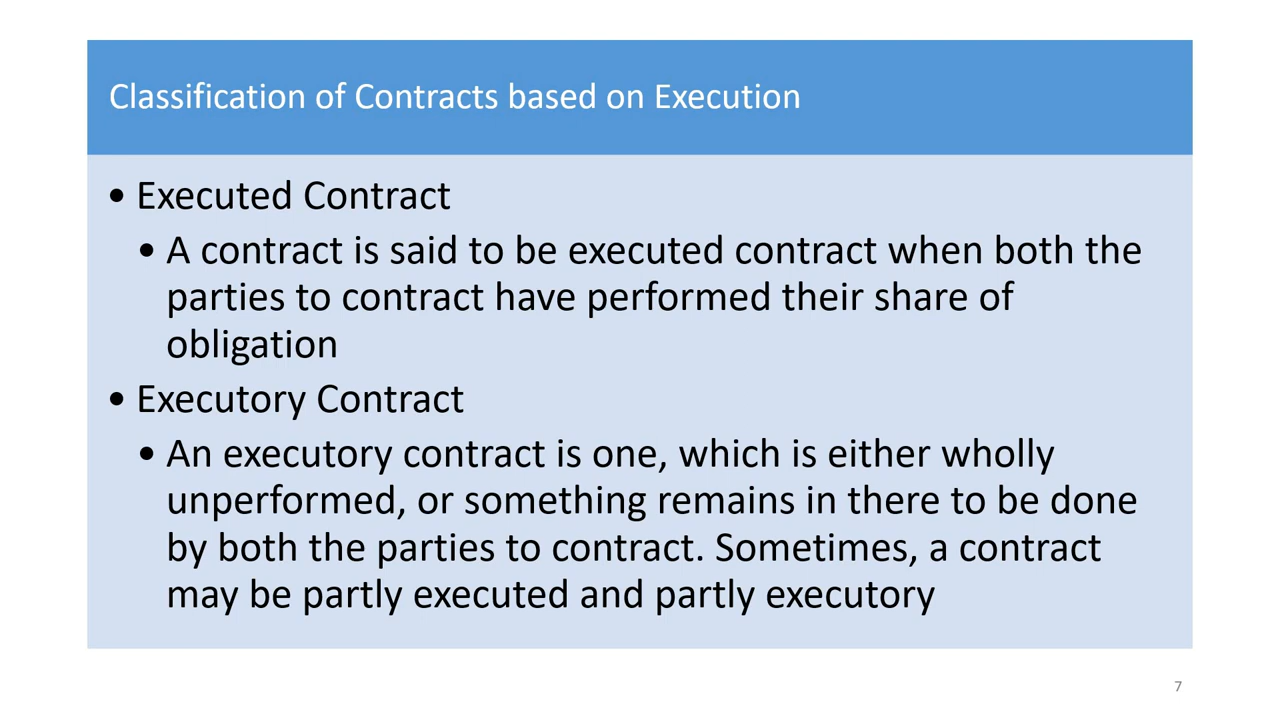 Classification of Contracts based on Execution
• Executed Contract
• A contract is said to be executed contract when both the
parties to contract have performed their share of
obligation
• Executory Contract
• An executory contract is one, which is either wholly
unperformed, or something remains in there to be done
by both the parties to contract. Sometimes, a contract
may be partly executed and partly executory
7